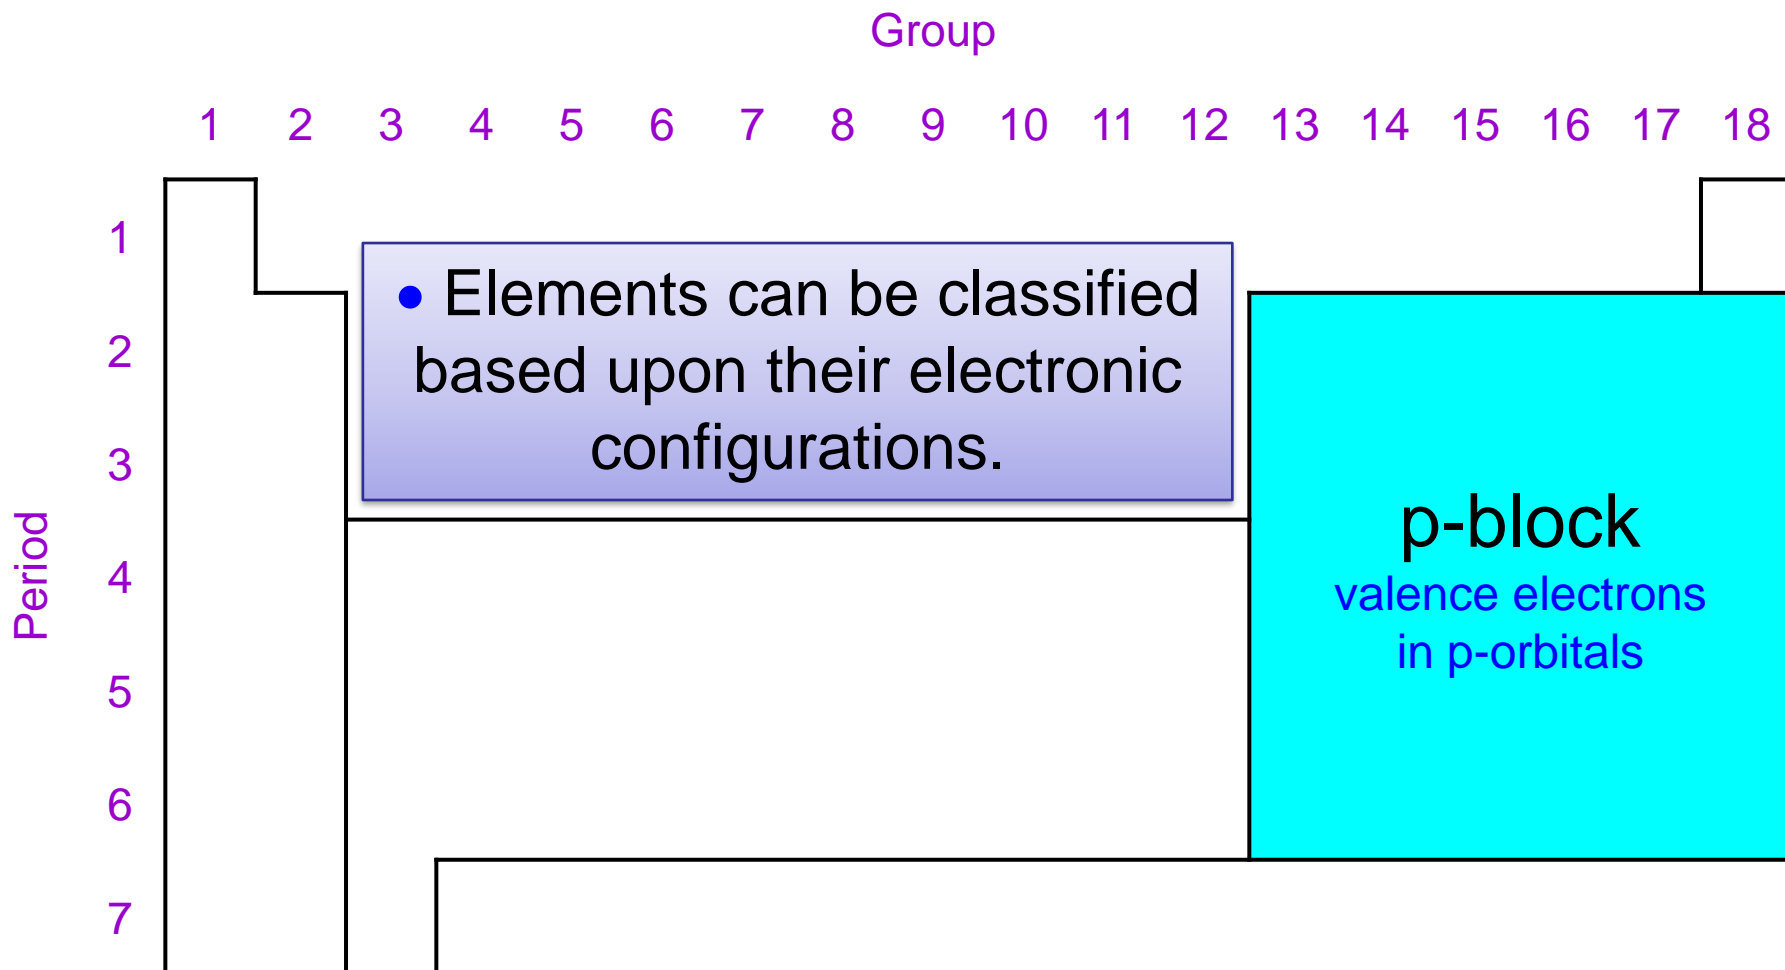 Group
1 2 3 4 5 6 7 8 9 10 11 12 13 14 15 16 17 18
Period
1
2
3
4
5
6
7
• Elements can be classified
based upon their electronic
configurations.
p-block
valence electrons
in p-orbitals